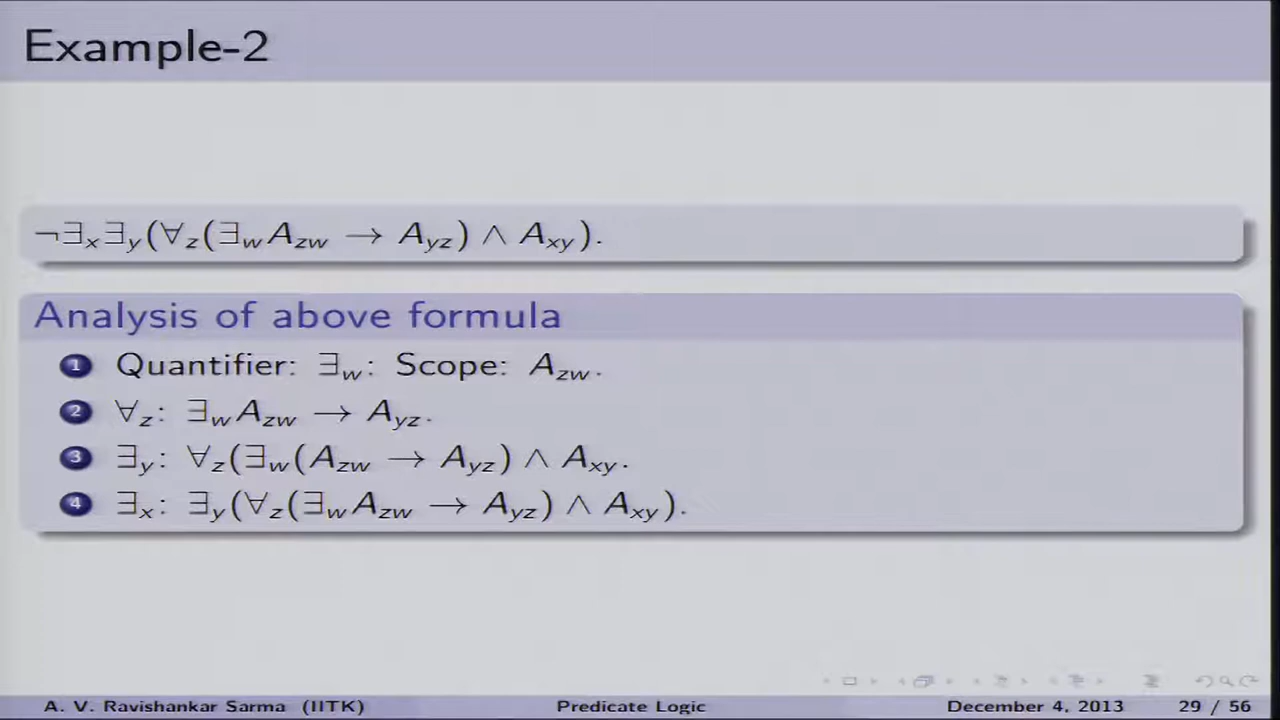 Example-2
¬∃x∃y(∀z(∃wAzw → Ayz) ∧ Axy).
Analysis of above formula
1 Quantifier: ∃w: Scope: Azw.
2 ∀z: ∃wAzw → Ayz.
3 ∃y: ∀z(∃w(Azw → Ayz) ∧ Axy.
4 ∃x: ∃y(∀z(∃wAzw → Ayz) ∧ Axy).
A. V. Ravishankar Sarma (IITK) Predicate Logic December 4, 2013 29 / 56